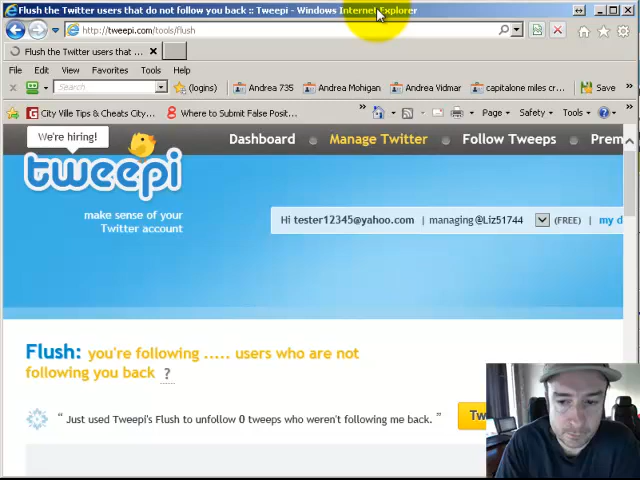 Flush the Twitter users that do not follow you back :: Tweepi - Windows Internet Explorer
http://tweepi.com/tools/flush
Flush the Twitter users that ...
File Edit View Favorites Tools Help
Search (logins) Andrea 735 Andrea Mohigan Andrea Vidmar capitalone miles cr... Save
City Ville Tips & Cheats City... Where to Submit False Posit... Page Safety Tools
We're hiring!
Dashboard Manage Twitter Follow Tweeps Prem
tweepi
make sense of your
Twitter account
Hi tester12345@yahoo.com | managing @Liz51744 (FREE) | my d
Flush: you're following ..... users who are not
following you back ?
“ Just used Tweepi's Flush to unfollow 0 tweeps who weren't following me back. ”
Tw